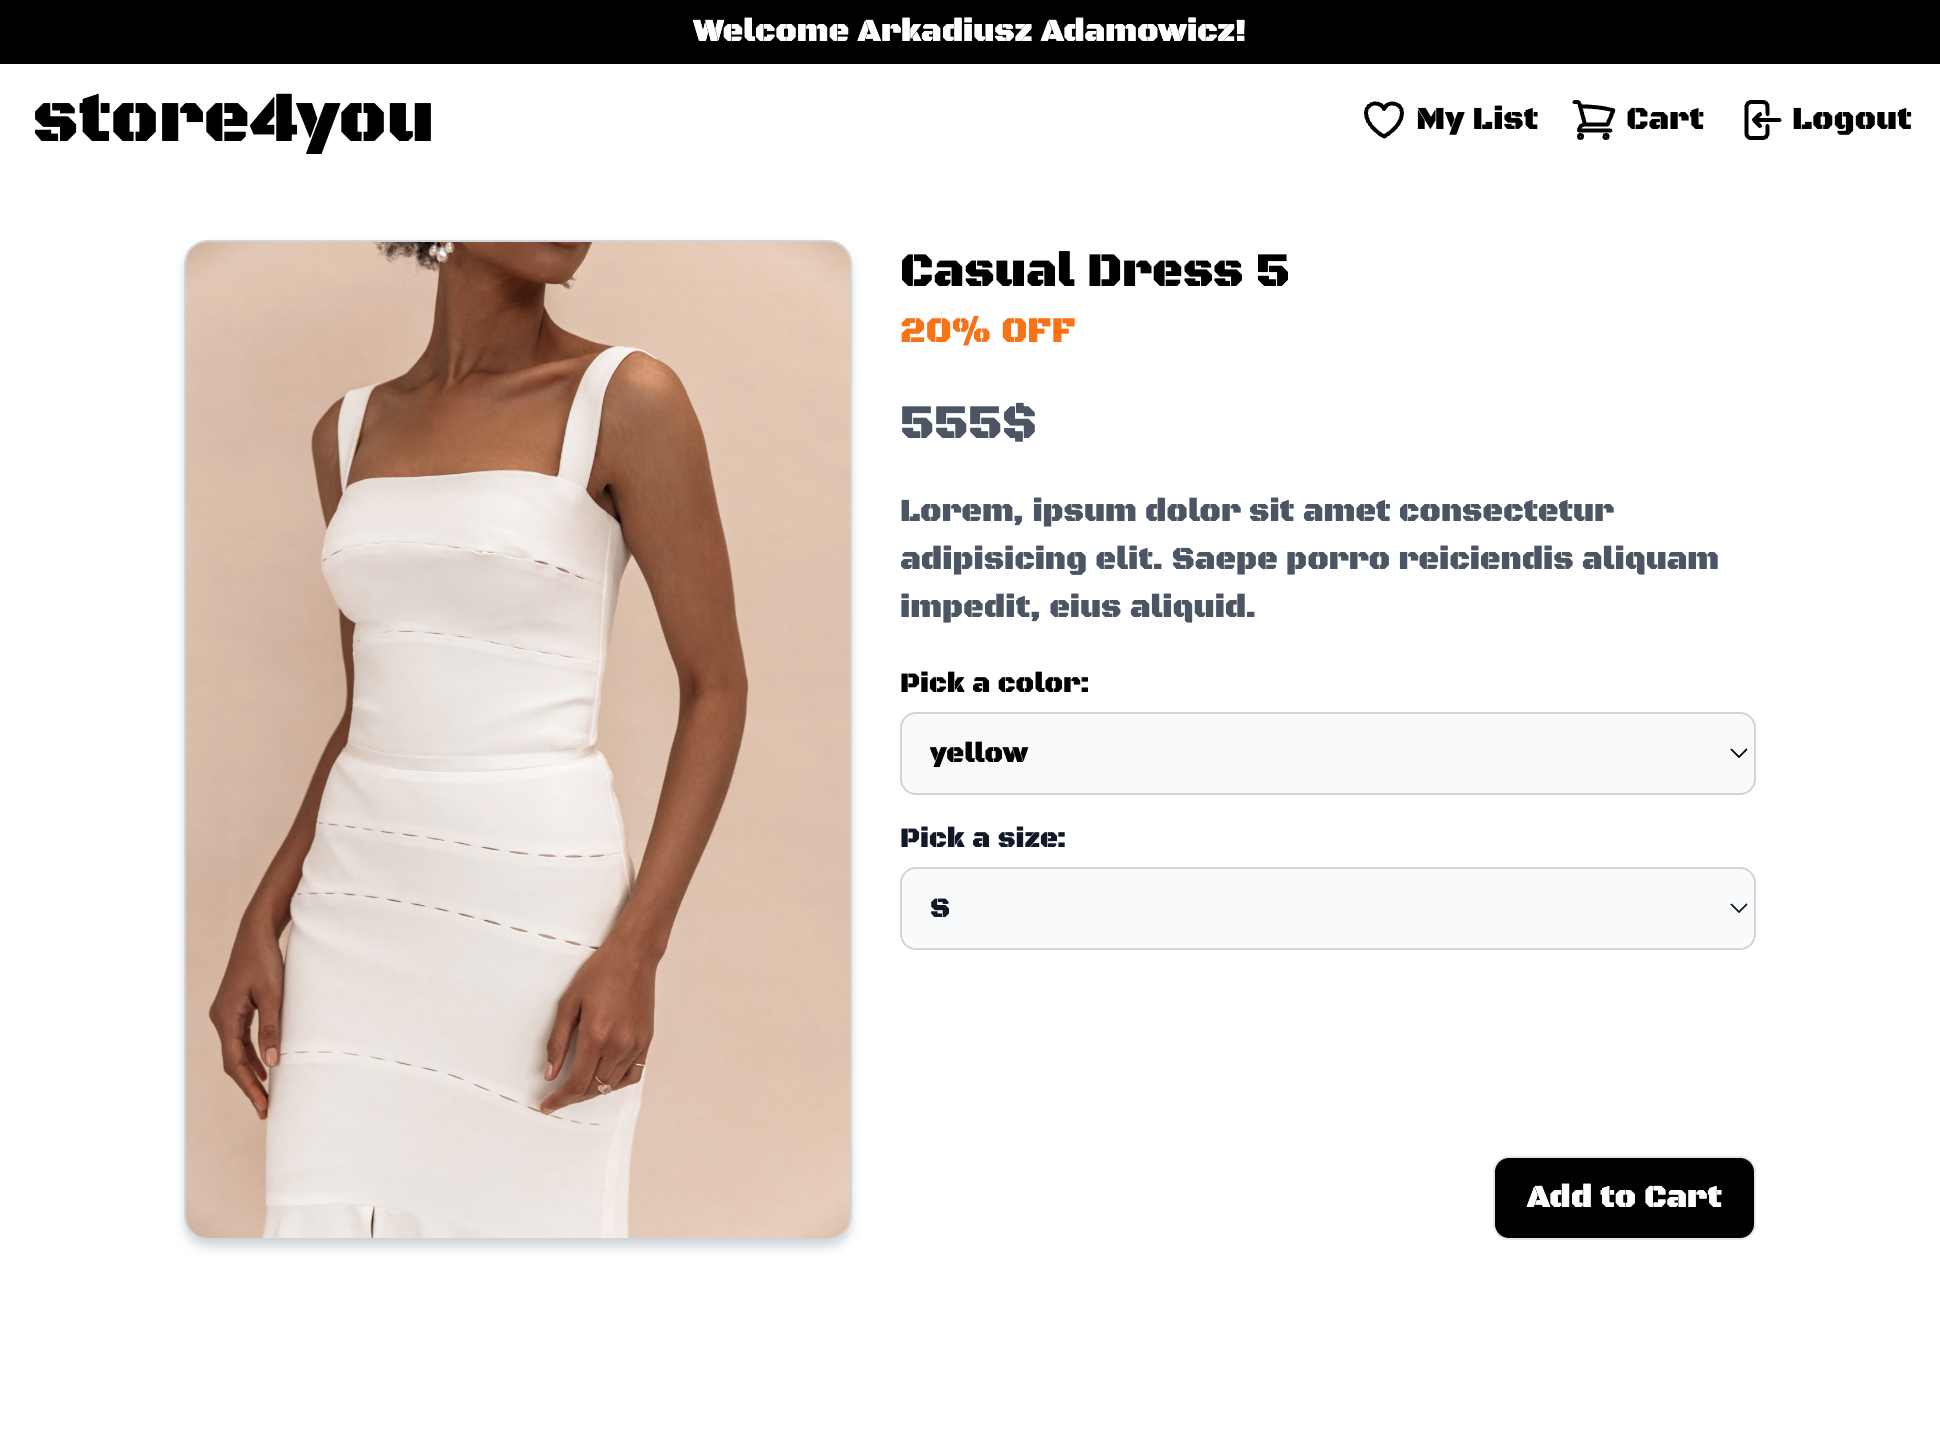 Welcome Arkadiusz Adamowicz!
store4you
My List
Cart
Logout
Casual Dress 5
20% OFF
555$
Lorem, ipsum dolor sit amet consectetur
adipisicing elit. Saepe porro reiciendis aliquam
impedit, eius aliquid.
Pick a color:
yellow
Pick a size:
S
Add to Cart